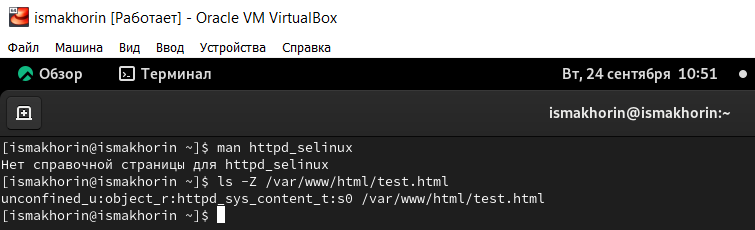 ismakhorin [Работает] - Oracle VM VirtualBox
Файл Машина Вид Ввод Устройства Справка
Обзор Терминал Вт, 24 сентября 10:51
ismakhorin@ismakhorin:~
[ismakhorin@ismakhorin ~]$ man httpd_selinux
Нет справочной страницы для httpd_selinux
[ismakhorin@ismakhorin ~]$ ls -Z /var/www/html/test.html
unconfined_u:object_r:httpd_sys_content_t:s0 /var/www/html/test.html
[ismakhorin@ismakhorin ~]$